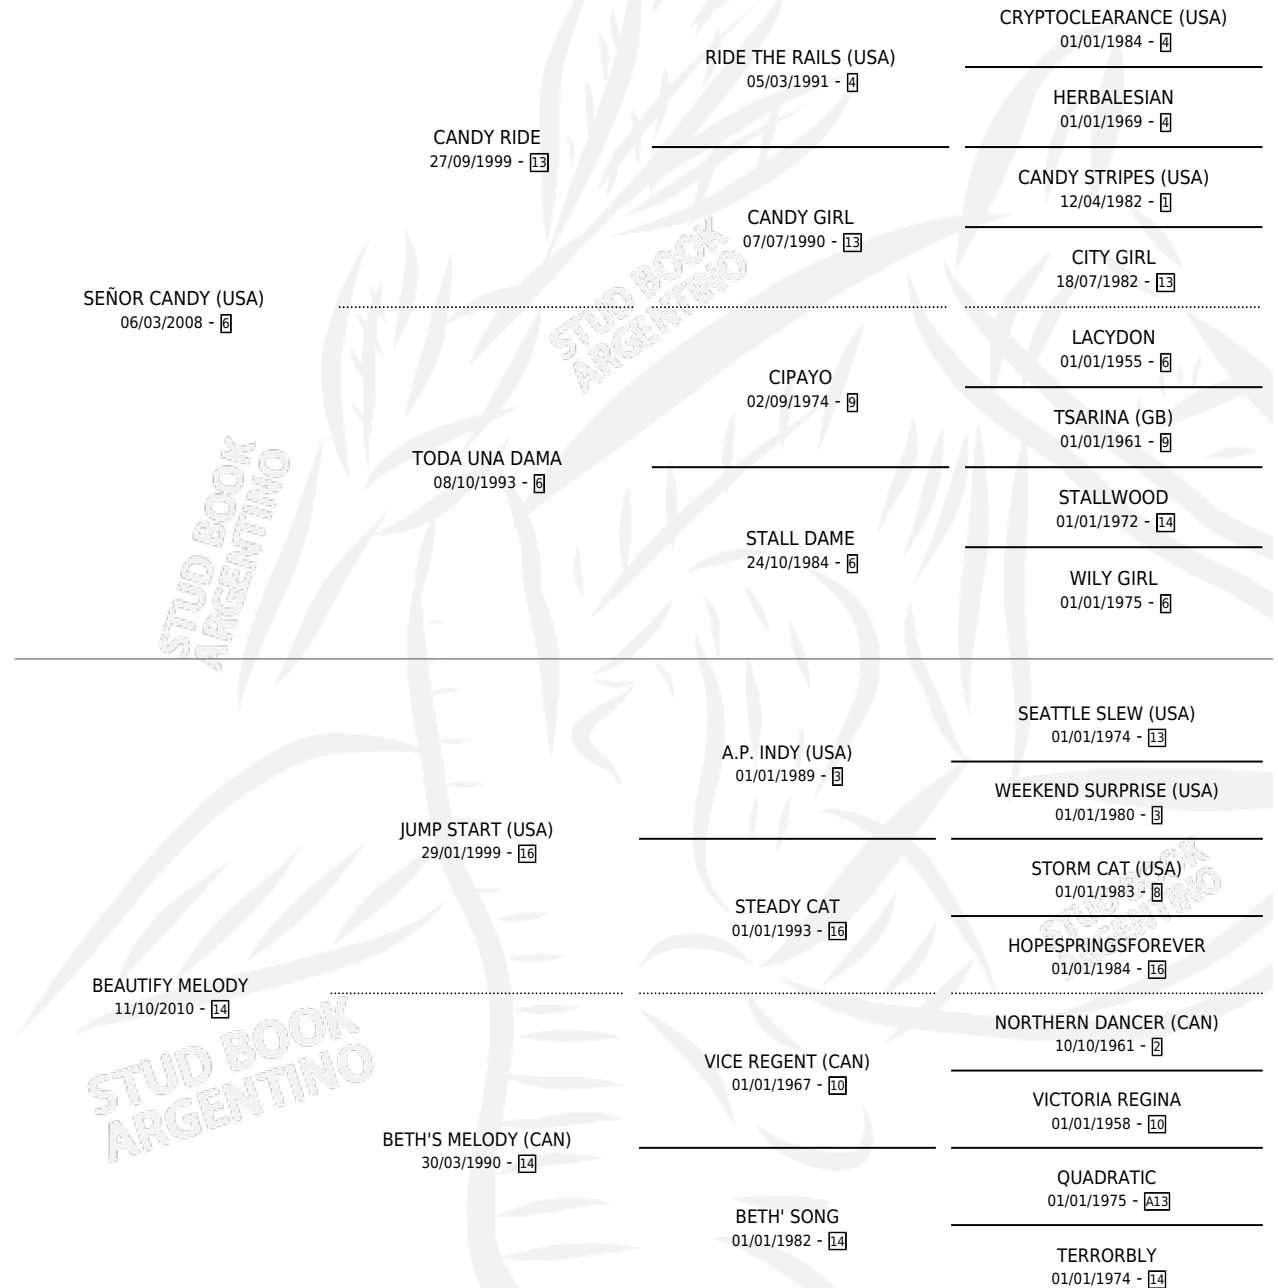 CRYPTOCLEARANCE (USA)
01/01/1984 - 4
RIDE THE RAILS (USA)
05/03/1991 - 4
HERBALESIAN
01/01/1969 - 4
CANDY RIDE
27/09/1999 - 13
CANDY STRIPES (USA)
12/04/1982 - 1
CANDY GIRL
07/07/1990 - 13
CITY GIRL
18/07/1982 - 13
SEÑOR CANDY (USA)
06/03/2008 - 6
STUD BOOK
ARGENTINO
LACYDON
01/01/1955 - 6
CIPAYO
02/09/1974 - 9
TSARINA (GB)
01/01/1961 - 9
TODA UNA DAMA
08/10/1993 - 6
STALLWOOD
01/01/1972 - 14
STALL DAME
24/10/1984 - 6
WILY GIRL
01/01/1975 - 6
STUD BOOK
ARGENTINO
SEATTLE SLEW (USA)
01/01/1974 - 13
A.P. INDY (USA)
01/01/1989 - 3
WEEKEND SURPRISE (USA)
01/01/1980 - 3
JUMP START (USA)
29/01/1999 - 16
STORM CAT (USA)
01/01/1983 - 8
STEADY CAT
01/01/1993 - 16
STUD BOOK
ARGENTINO
HOPESPRINGSFOREVER
01/01/1984 - 16
BEAUTIFY MELODY
11/10/2010 - 14
STUD BOOK
ARGENTINO
NORTHERN DANCER (CAN)
10/10/1961 - 2
VICE REGENT (CAN)
01/01/1967 - 10
VICTORIA REGINA
01/01/1958 - 10
BETH'S MELODY (CAN)
30/03/1990 - 14
QUADRATIC
01/01/1975 - A13
BETH' SONG
01/01/1982 - 14
TERRORBLY
01/01/1974 - 14